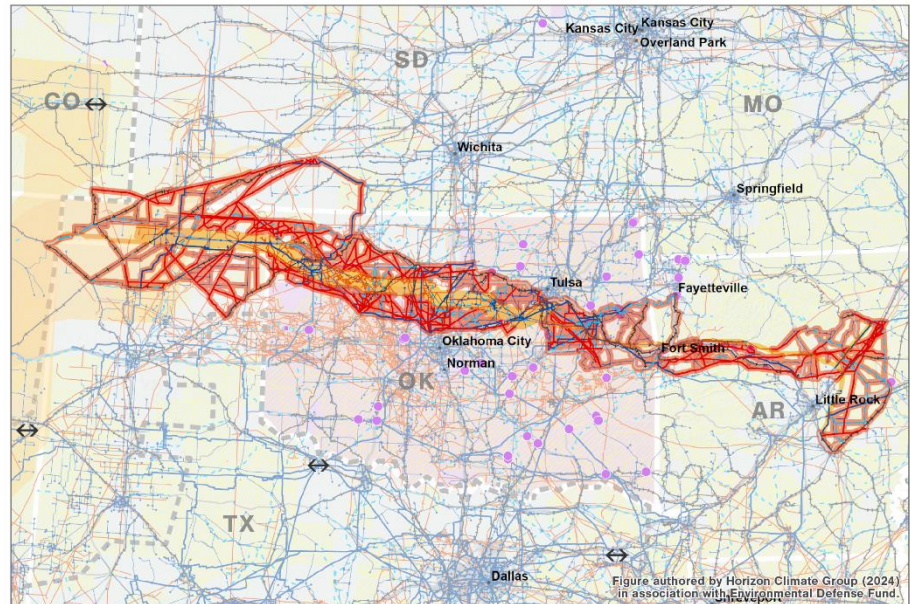 Kansas City
Kansas City
Overland Park
SD
CO
MO
Wichita
Springfield
Tulsa
Fayetteville
Oklahoma City
Fort Smith
Norman
OK
Little Rock
AR
TX
Dallas
Figure authored by Horizon Climate Group (2024)
in association with Environmental Defense Fund.
Shreveport